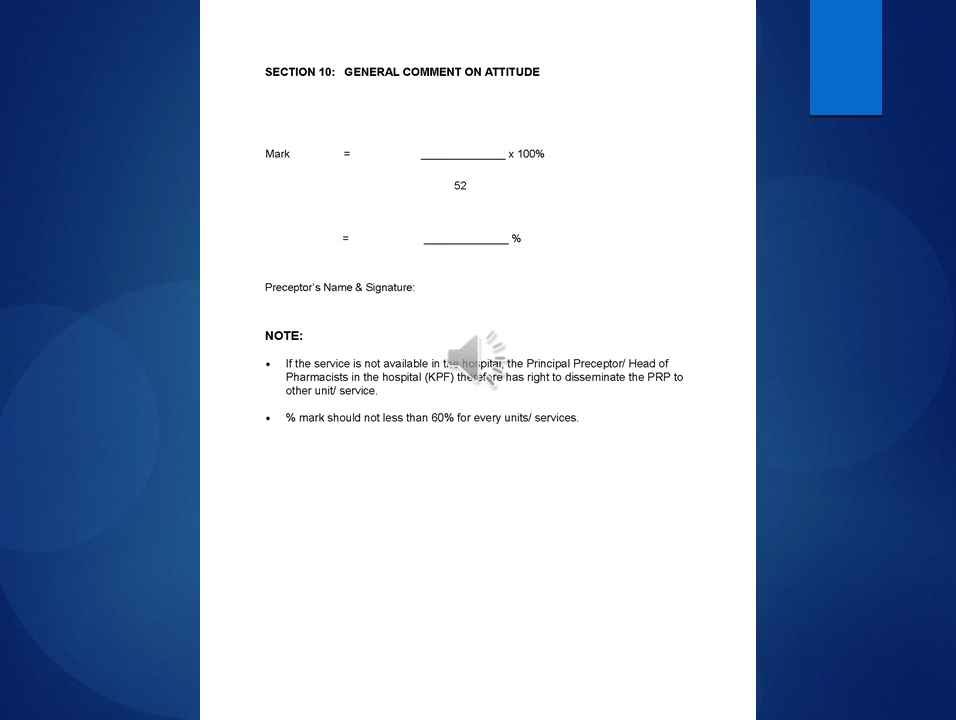 SECTION 10: GENERAL COMMENT ON ATTITUDE
Mark = ______________ x 100%
52
= ______________ %
Preceptor's Name & Signature:
NOTE:
• If the service is not available in the hospital, the Principal Preceptor/ Head of
Pharmacists in the hospital (KPF) therefore has right to disseminate the PRP to
other unit/ service.
• % mark should not less than 60% for every units/ services.